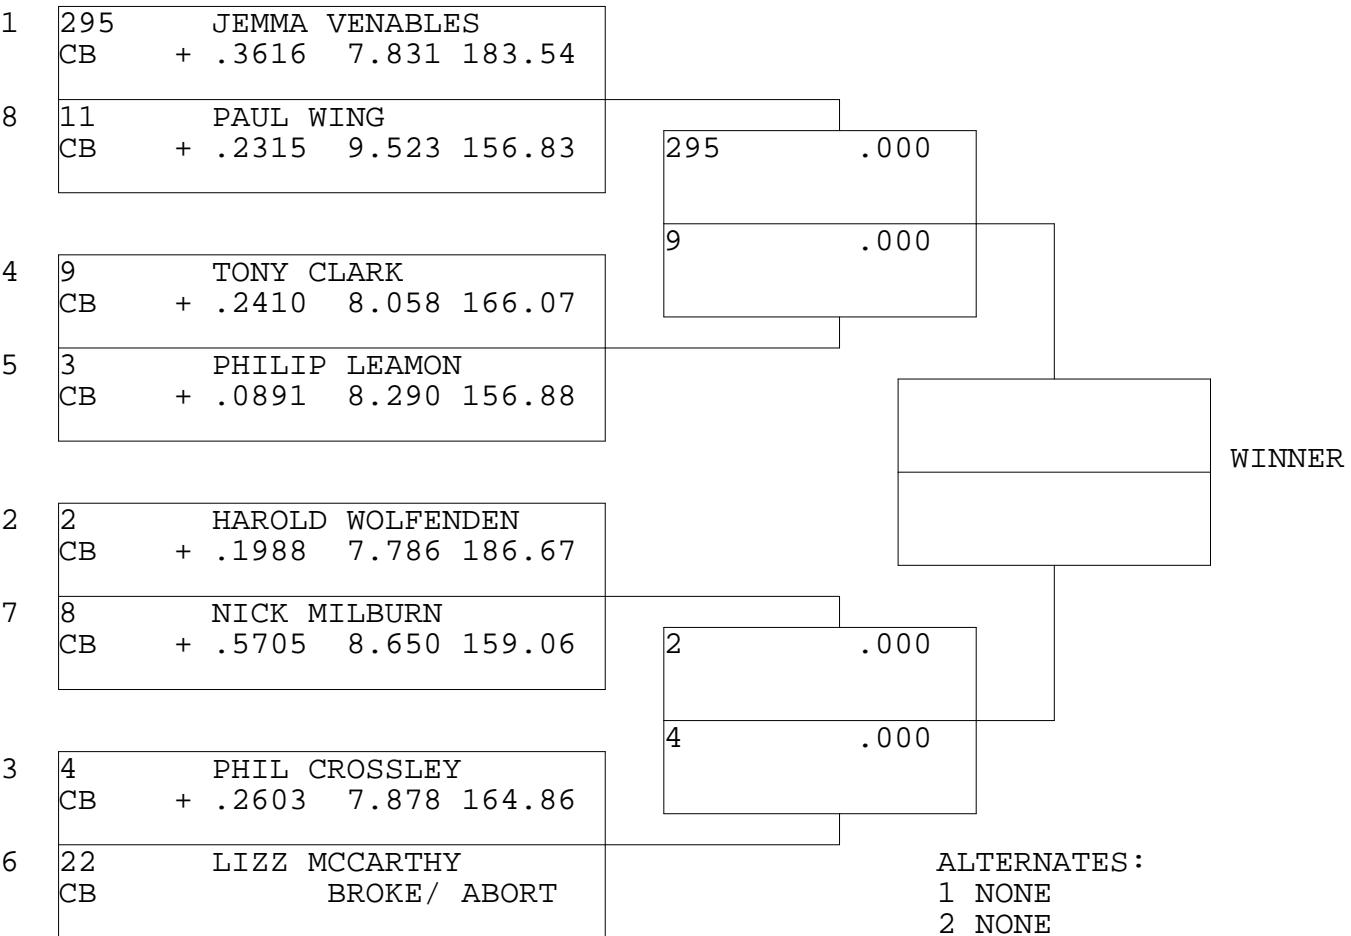 1 295 JEMMA VENABLES
CB + .3616 7.831 183.54
8 11 PAUL WING
CB + .2315 9.523 156.83
295 .000
9 .000
4 9 TONY CLARK
CB + .2410 8.058 166.07
5 3 PHILIP LEAMON
CB + .0891 8.290 156.88
WINNER
2 2 HAROLD WOLFENDEN
CB + .1988 7.786 186.67
7 8 NICK MILBURN
CB + .5705 8.650 159.06
2 .000
4 .000
3 4 PHIL CROSSLEY
CB + .2603 7.878 164.86
6 22 LIZZ MCCARTHY
CB BROKE/ ABORT
ALTERNATES:
1 NONE
2 NONE